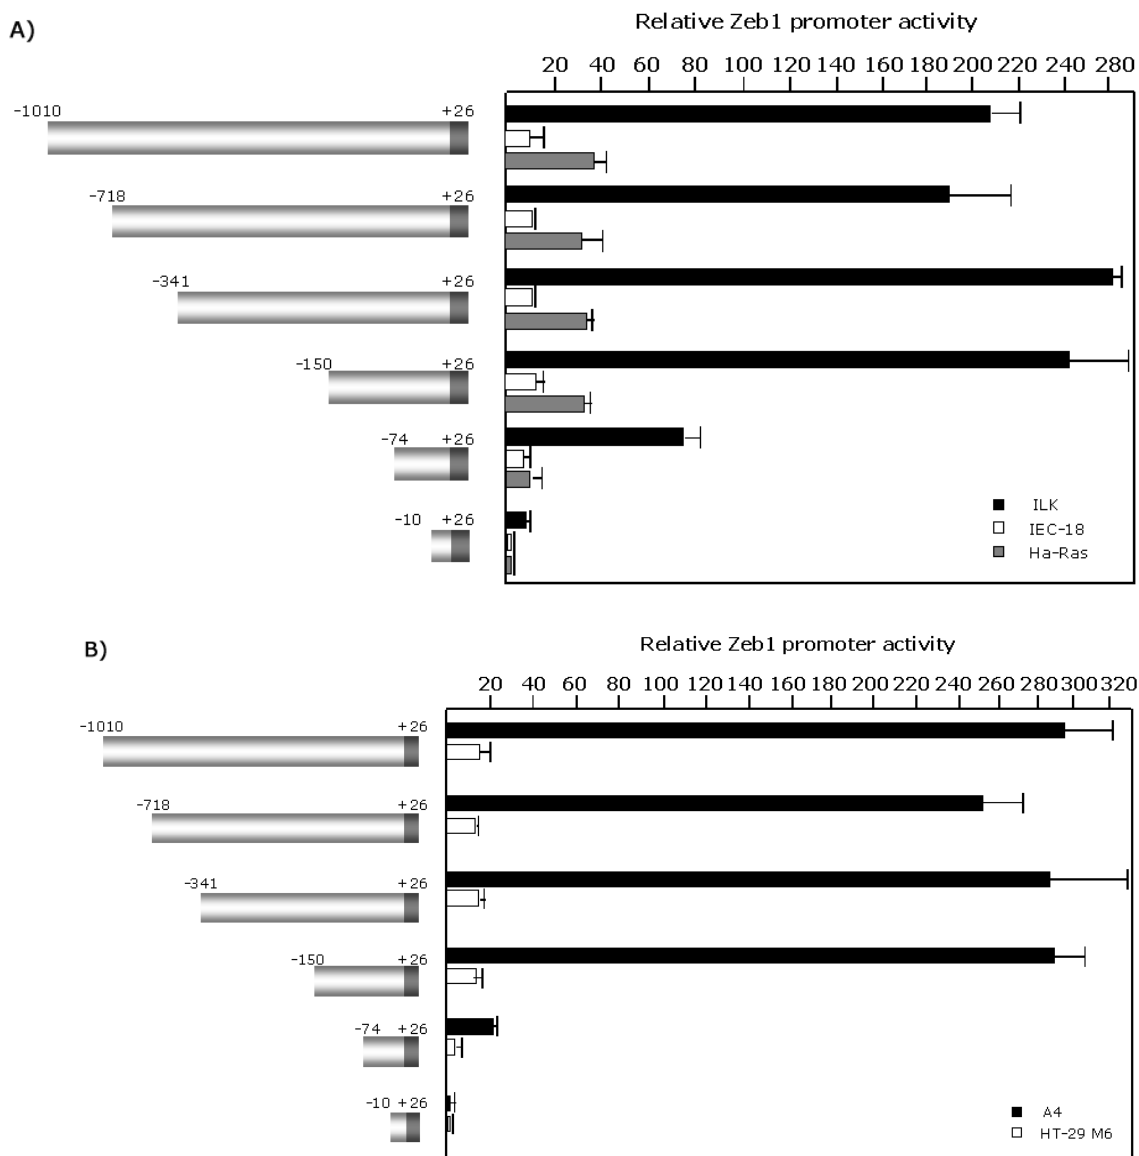 A)
Relative Zeb1 promoter activity
20 40 60 80 100 120 140 160 180 200 220 240 280
-1010 +26
-718 +26
-341 +26
-150 +26
-74 +26
-10 +26
ILK
IEC-18
Ha-Ras
B)
Relative Zeb1 promoter activity
20 40 60 80 100 120 140 160 180 200 220 240 260 280 300 320
-1010 +26
-718 +26
-341 +26
-150 +26
-74 +26
-10 +26
A4
HT-29 M6